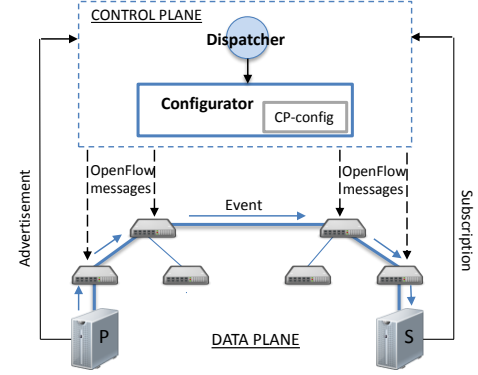 CONTROL PLANE
Dispatcher
Configurator
CP-config
OpenFlow
messages
OpenFlow
messages
Advertisement
Event
Subscription
P
DATA PLANE
S